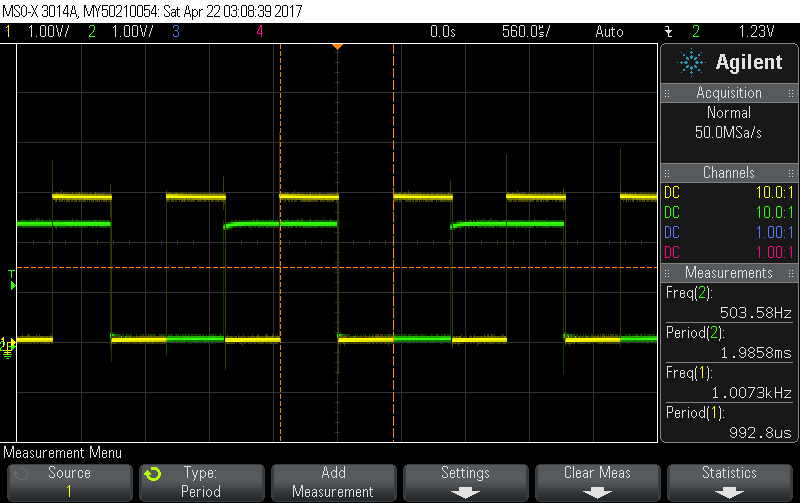 MSO-X 3014A, MY50210054: Sat Apr 22 03:08:39 2017
1 1.00V/ 2 1.00V/ 3 4 0.0s 560.0us/ Auto 2 1.23V
Agilent
Acquisition
Normal
50.0MSa/s
Channels
DC 10.0:1
DC 10.0:1
DC 1.00:1
DC 1.00:1
T
Measurements
Freq(2):
503.58Hz
Period(2):
1.9858ms
Freq(1):
1.0073kHz
Period(1):
992.8us
Measurement Menu
Source
1
Type:
Period
Add
Measurement
Settings
Clear Meas
Statistics